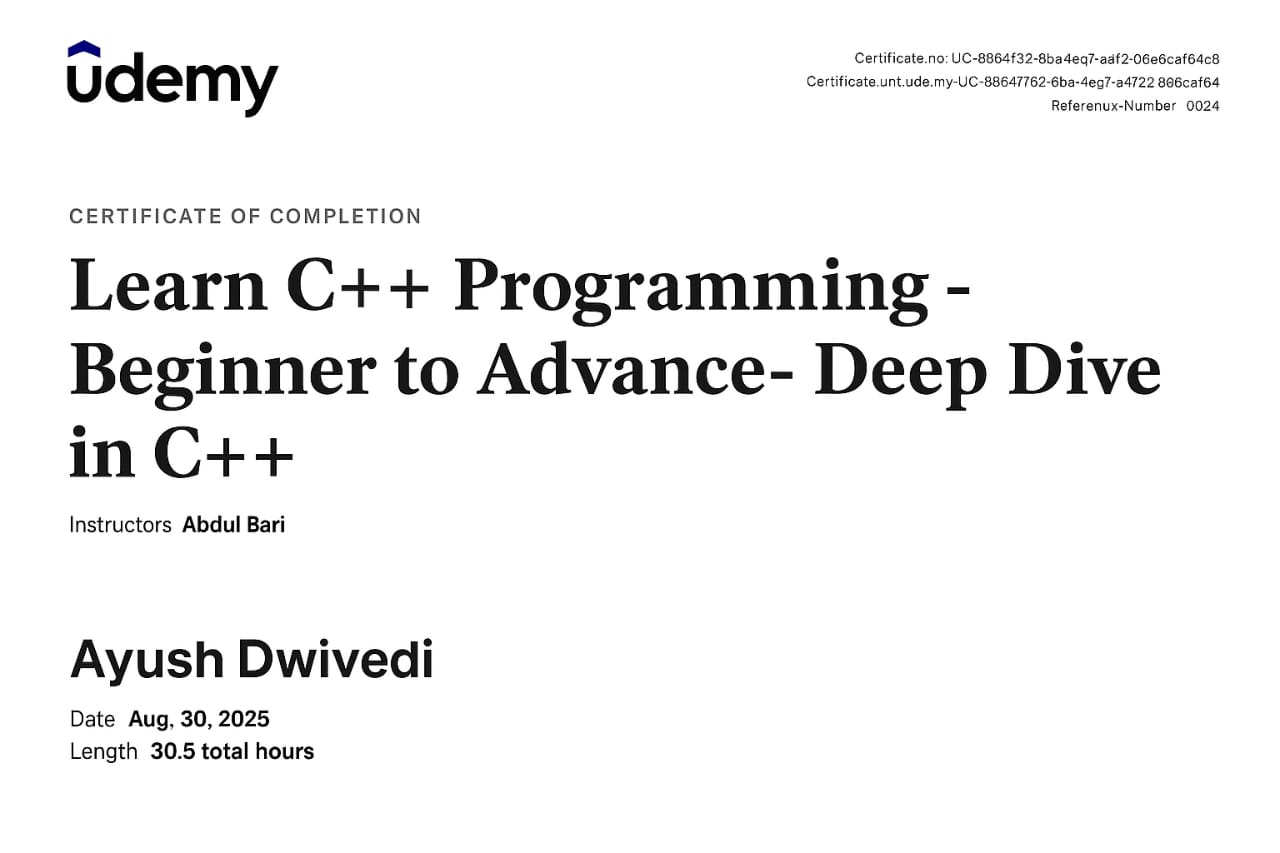 udemy
Certificate.no: UC-8864f32-8ba4eq7-aaf2-06e6caf64c8
Certificate.unt.ude.my-UC-88647762-6ba-4eg7-a4722 806caf64
Referenux-Number 0024
CERTIFICATE OF COMPLETION
Learn C++ Programming -
Beginner to Advance- Deep Dive
in C++
Instructors Abdul Bari
Ayush Dwivedi
Date Aug, 30, 2025
Length 30.5 total hours